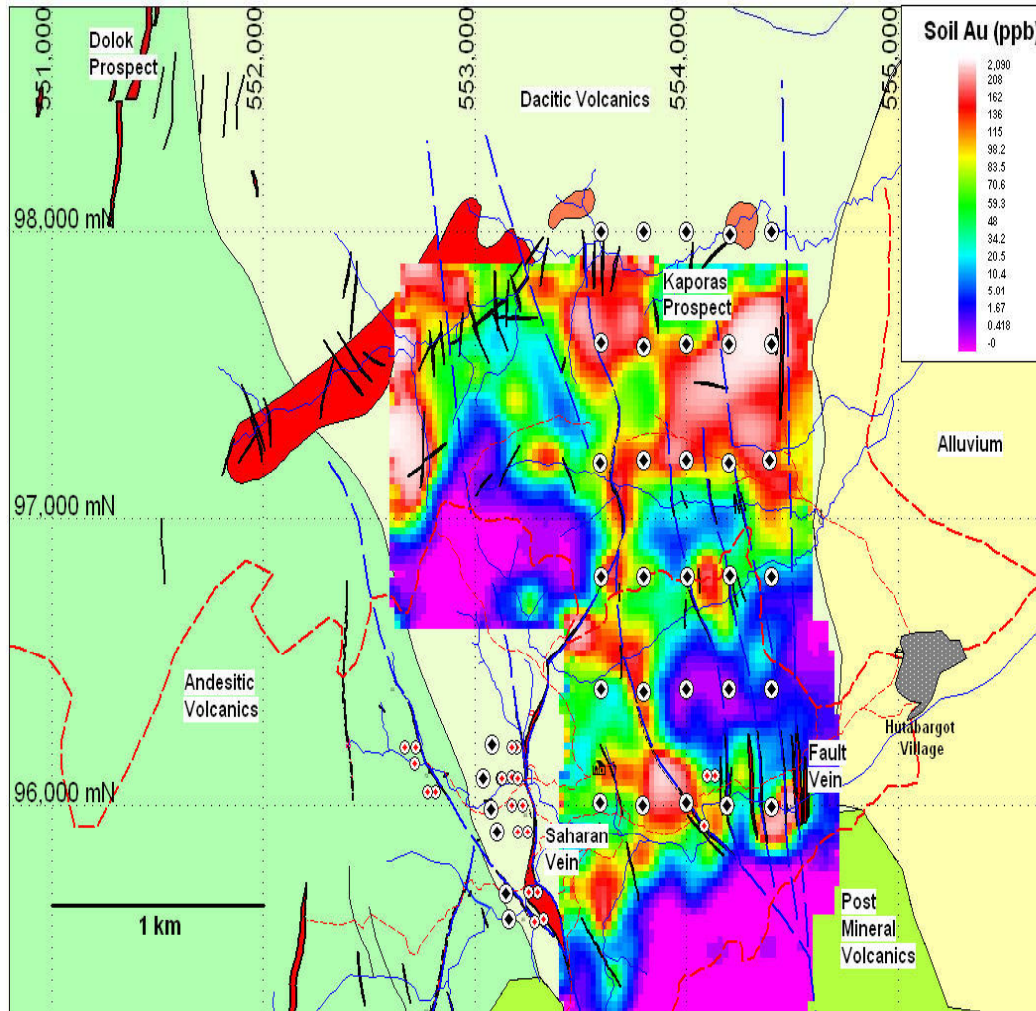 551,000
552,000
553,000
554,000
555,000
Soil Au (ppb)
2,090
208
162
136
115
98.2
83.5
70.6
59.3
48
34.2
20.5
10.4
5.01
1.67
0.418
-0
Dolok
Prospect
Dacitic Volcanics
98,000 mN
Kaporas
Prospect
Alluvium
97,000 mN
Andesitic
Volcanics
Hutabargot
Village
Fault
Vein
96,000 mN
Saharan
Vein
Post
Mineral
Volcanics
1 km